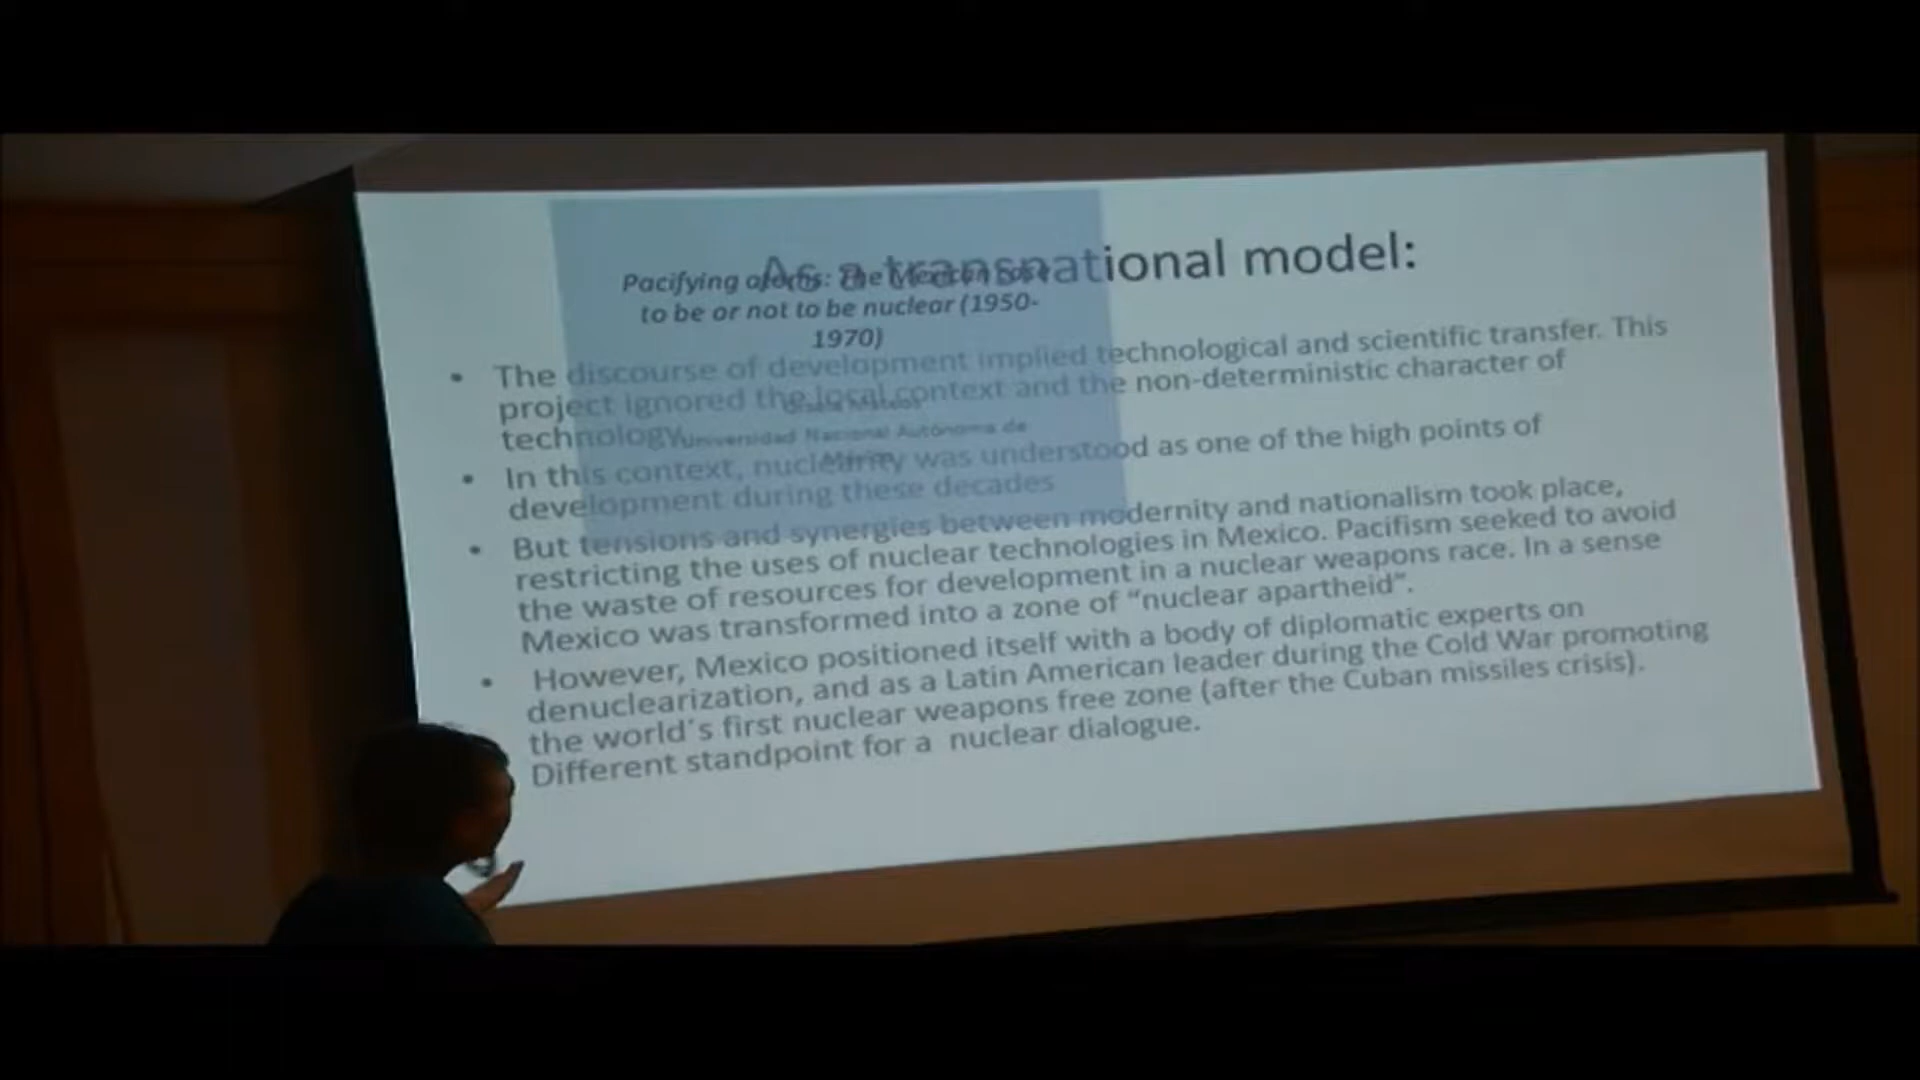 As a transnational model:
Pacifying atoms: The Mexican case
to be or not to be nuclear (1950-
1970)
Universidad Nacional Autónoma de
México
• The discourse of development implied technological and scientific transfer. This
project ignored the local context and the non-deterministic character of
technology.
• In this context, nuclearity was understood as one of the high points of
development during these decades
• But tensions and synergies between modernity and nationalism took place,
restricting the uses of nuclear technologies in Mexico. Pacifism seeked to avoid
the waste of resources for development in a nuclear weapons race. In a sense
Mexico was transformed into a zone of “nuclear apartheid”.
• However, Mexico positioned itself with a body of diplomatic experts on
denuclearization, and as a Latin American leader during the Cold War promoting
the world´s first nuclear weapons free zone (after the Cuban missiles crisis).
Different standpoint for a nuclear dialogue.